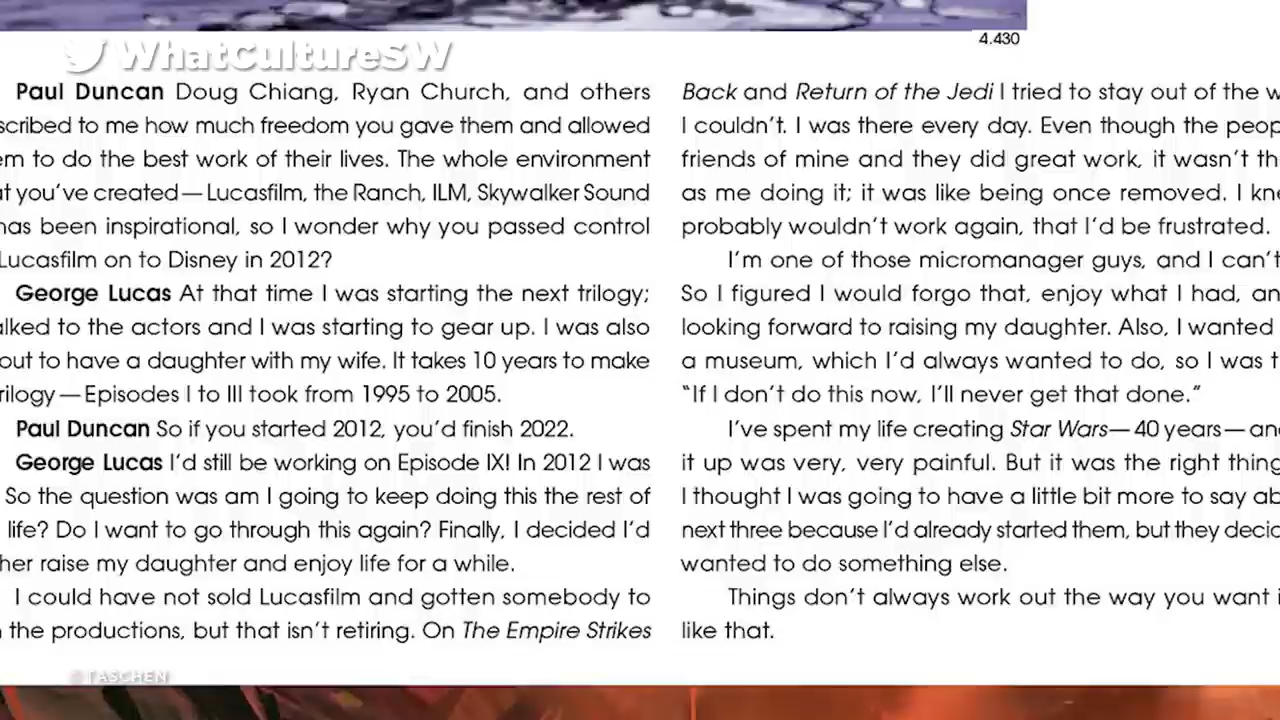 4.430
WhatCultureSW
Paul Duncan Doug Chiang, Ryan Church, and others
scribed to me how much freedom you gave them and allowed
em to do the best work of their lives. The whole environment
at you’ve created—Lucasfilm, the Ranch, ILM, Skywalker Sound
has been inspirational, so I wonder why you passed control
Lucasfilm on to Disney in 2012?
George Lucas At that time I was starting the next trilogy;
alked to the actors and I was starting to gear up. I was also
out to have a daughter with my wife. It takes 10 years to make
rilogy—Episodes I to III took from 1995 to 2005.
Paul Duncan So if you started 2012, you’d finish 2022.
George Lucas I’d still be working on Episode IX! In 2012 I was
So the question was am I going to keep doing this the rest of
life? Do I want to go through this again? Finally, I decided I’d
her raise my daughter and enjoy life for a while.
I could have not sold Lucasfilm and gotten somebody to
the productions, but that isn’t retiring. On The Empire Strikes
Back and Return of the Jedi I tried to stay out of the w
I couldn’t. I was there every day. Even though the peop
friends of mine and they did great work, it wasn’t th
as me doing it; it was like being once removed. I kne
probably wouldn’t work again, that I’d be frustrated.
I’m one of those micromanager guys, and I can’t
So I figured I would forgo that, enjoy what I had, an
looking forward to raising my daughter. Also, I wanted
a museum, which I’d always wanted to do, so I was t
“If I don’t do this now, I’ll never get that done.”
I’ve spent my life creating Star Wars—40 years—and
it up was very, very painful. But it was the right thing
I thought I was going to have a little bit more to say ab
next three because I’d already started them, but they decid
wanted to do something else.
Things don’t always work out the way you want i
like that.
© TASCHEN